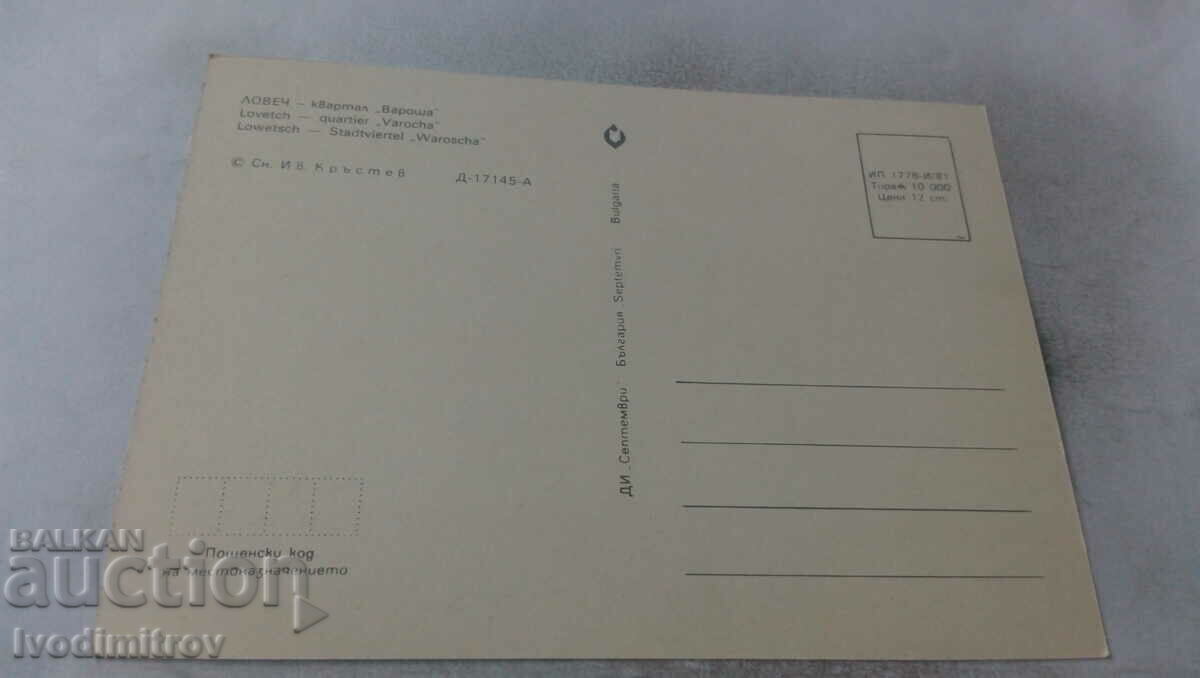 ЛОВЕЧ – квартал „Вароша“
Lovetch — quartier „Varocha“
Lowetsch — Stadtviertel „Waroscha“
© Сн. Ив. Кръстев Д-17145-А
ДИ „Септември“ България „Septemvri“ Bulgaria
ИП. 1778-И/81
Тираж 10 000
Цена 12 ст.
Пощенски код
на местоназначението
BALKAN
auction
Ivodimitrov